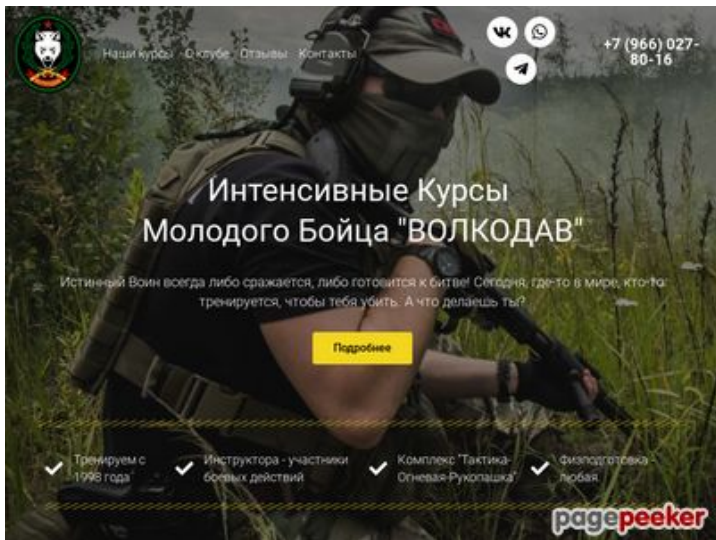 Наши курсы О клубе Отзывы Контакты
+7 (966) 027-
80-16
Интенсивные Курсы
Молодого Бойца "ВОЛКОДАВ"
Истинный Воин всегда либо сражается, либо готовится к битве! Сегодня, где-то в мире, кто-то
тренируется, чтобы тебя убить. А что делаешь ты?
Подробнее
Тренируем с
1998 года
Инструктора - участники
боевых действий
Комплекс "Тактика-
Огневая-Рукопашка"
Физподготовка -
любая.
pagepeeker